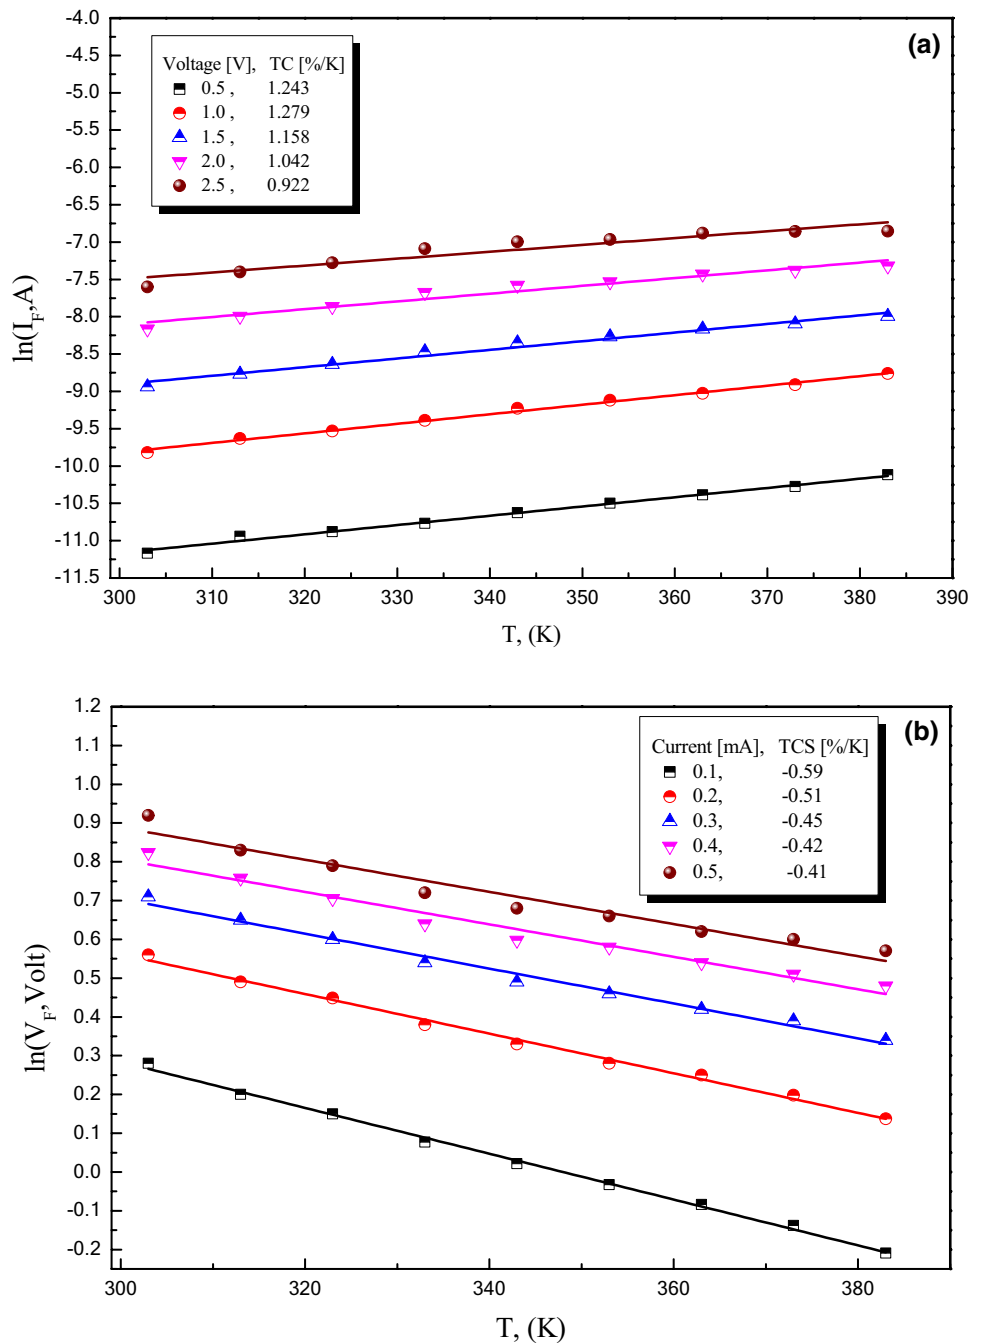 (a)
Voltage [V], TC [%/K]
0.5 , 1.243
1.0 , 1.279
1.5 , 1.158
2.0 , 1.042
2.5 , 0.922
-4.0
-4.5
-5.0
-5.5
-6.0
-6.5
-7.0
-7.5
-8.0
-8.5
-9.0
-9.5
-10.0
-10.5
-11.0
-11.5
ln(I_F,A)
300 310 320 330 340 350 360 370 380 390
T, (K)
(b)
Current [mA], TCS [%/K]
0.1, -0.59
0.2, -0.51
0.3, -0.45
0.4, -0.42
0.5, -0.41
1.2
1.1
1.0
0.9
0.8
0.7
0.6
0.5
0.4
0.3
0.2
0.1
0.0
-0.1
-0.2
ln(V_F,Volt)
300 320 340 360 380
T, (K)